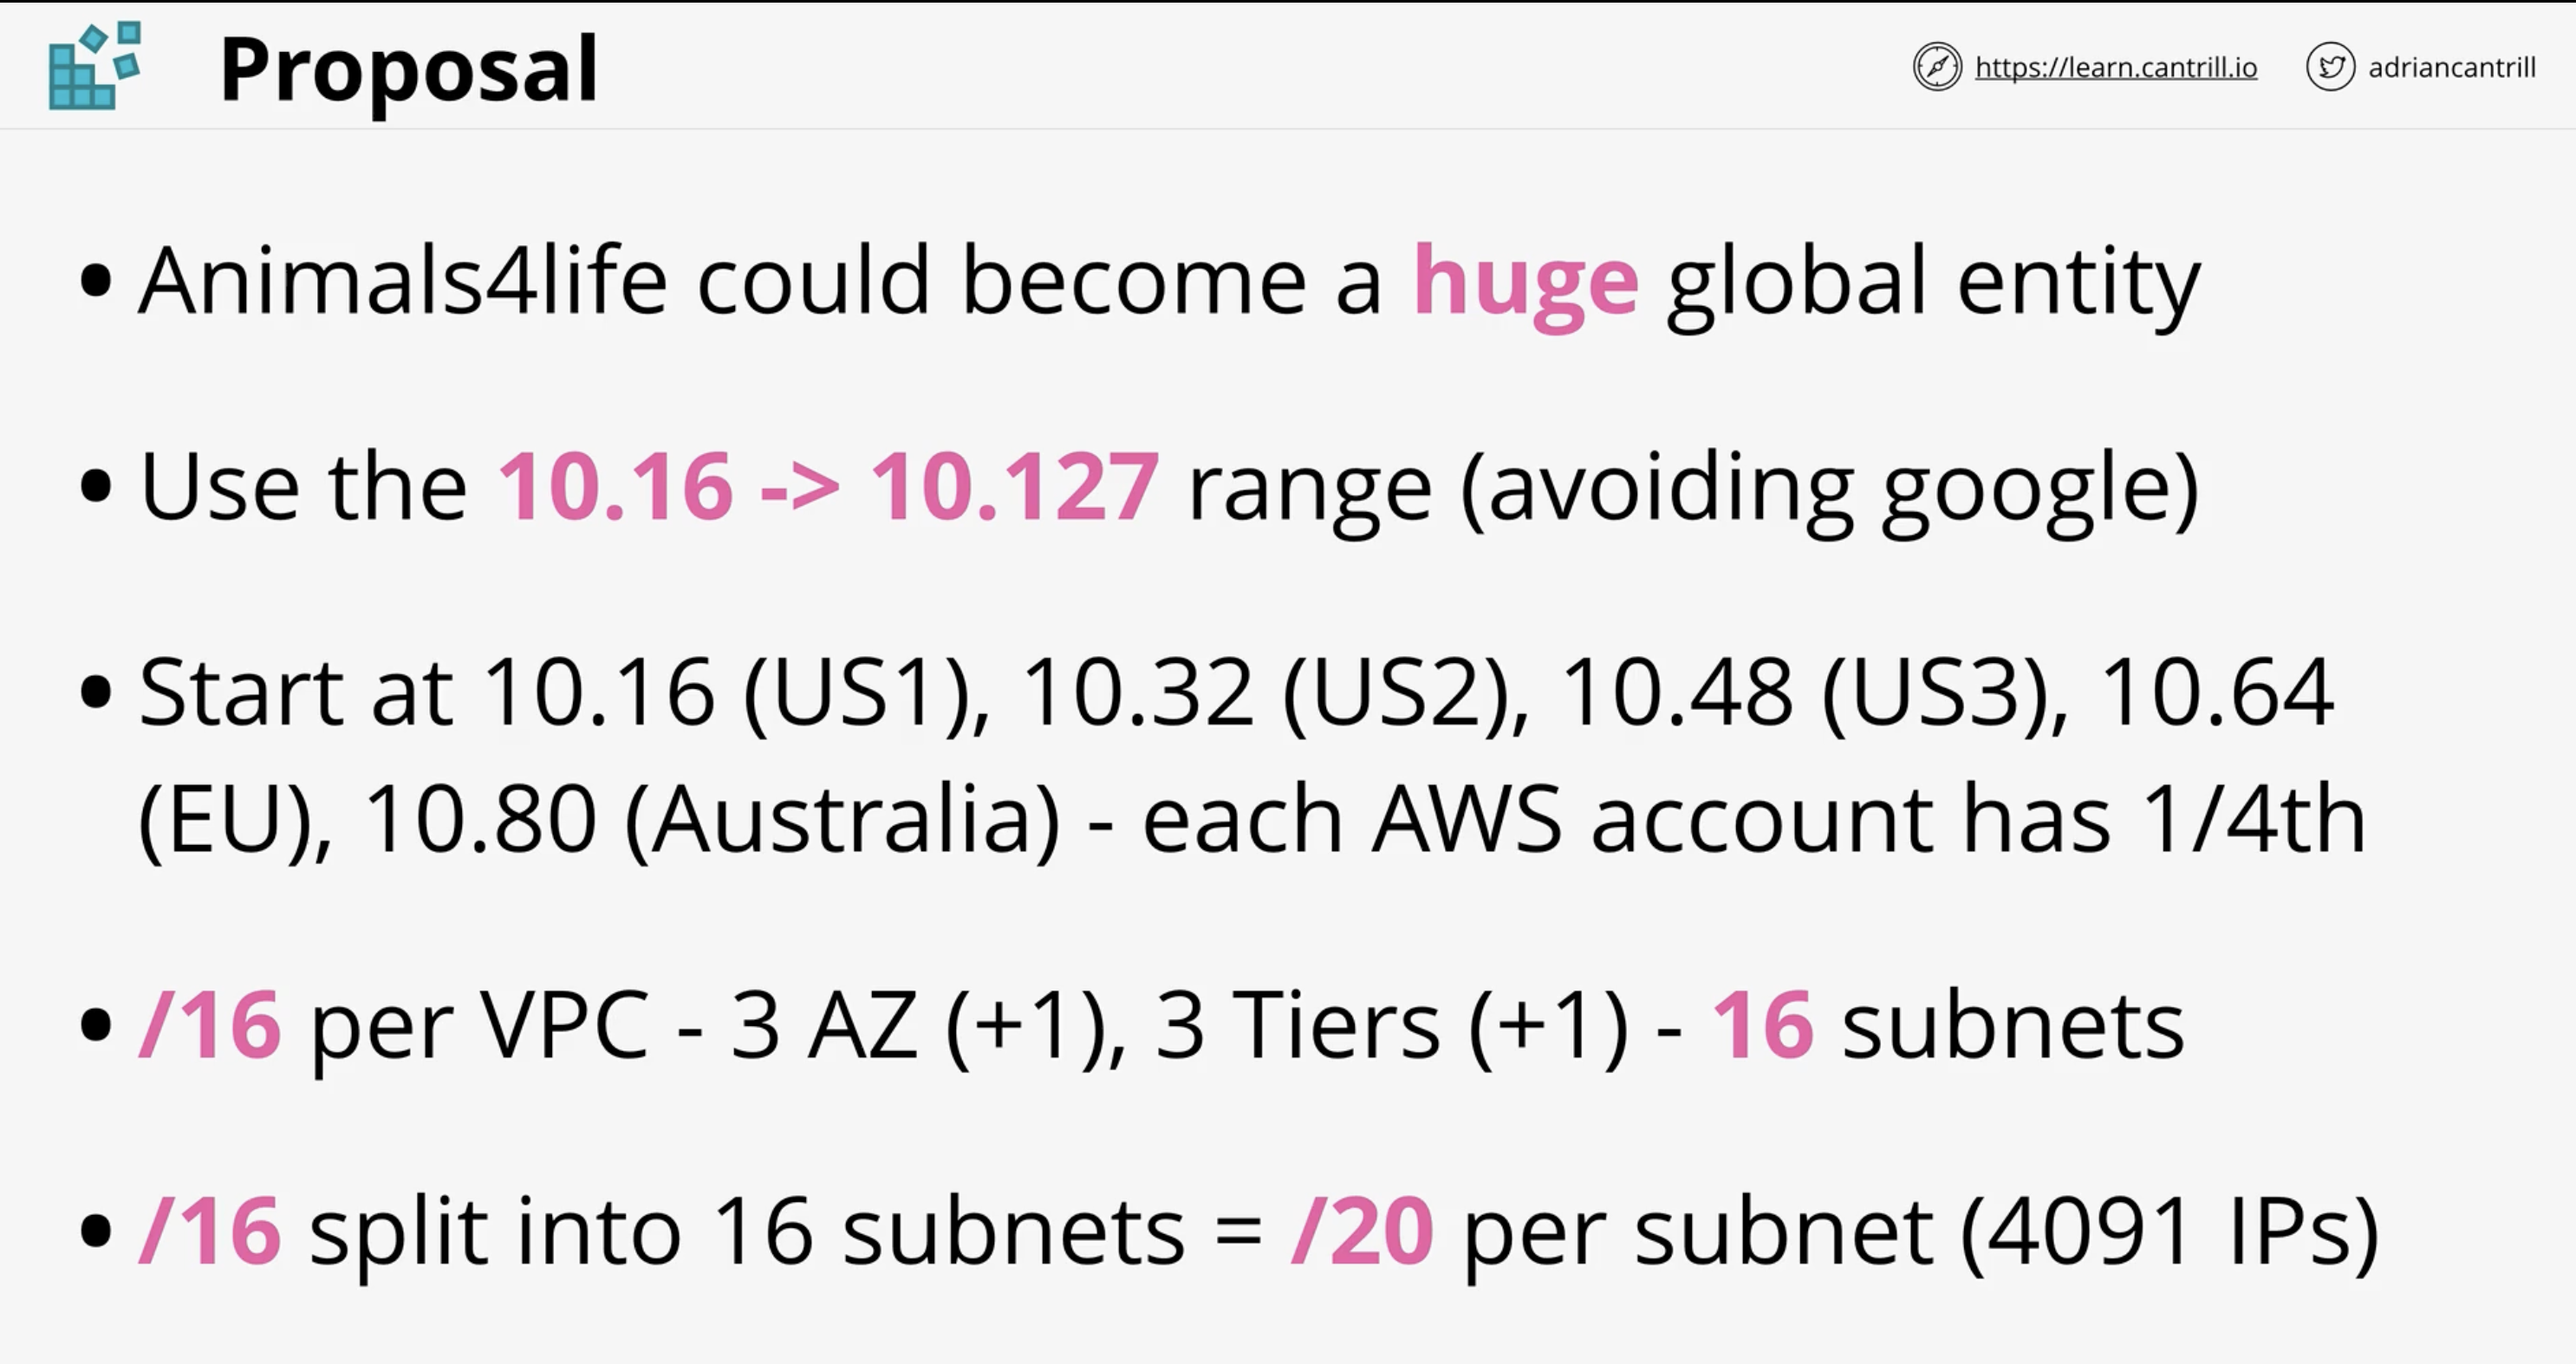 Proposal
https://learn.cantrill.io
adriancantrill
• Animals4life could become a huge global entity
• Use the 10.16 -> 10.127 range (avoiding google)
• Start at 10.16 (US1), 10.32 (US2), 10.48 (US3), 10.64
(EU), 10.80 (Australia) - each AWS account has 1/4th
• /16 per VPC - 3 AZ (+1), 3 Tiers (+1) - 16 subnets
• /16 split into 16 subnets = /20 per subnet (4091 IPs)